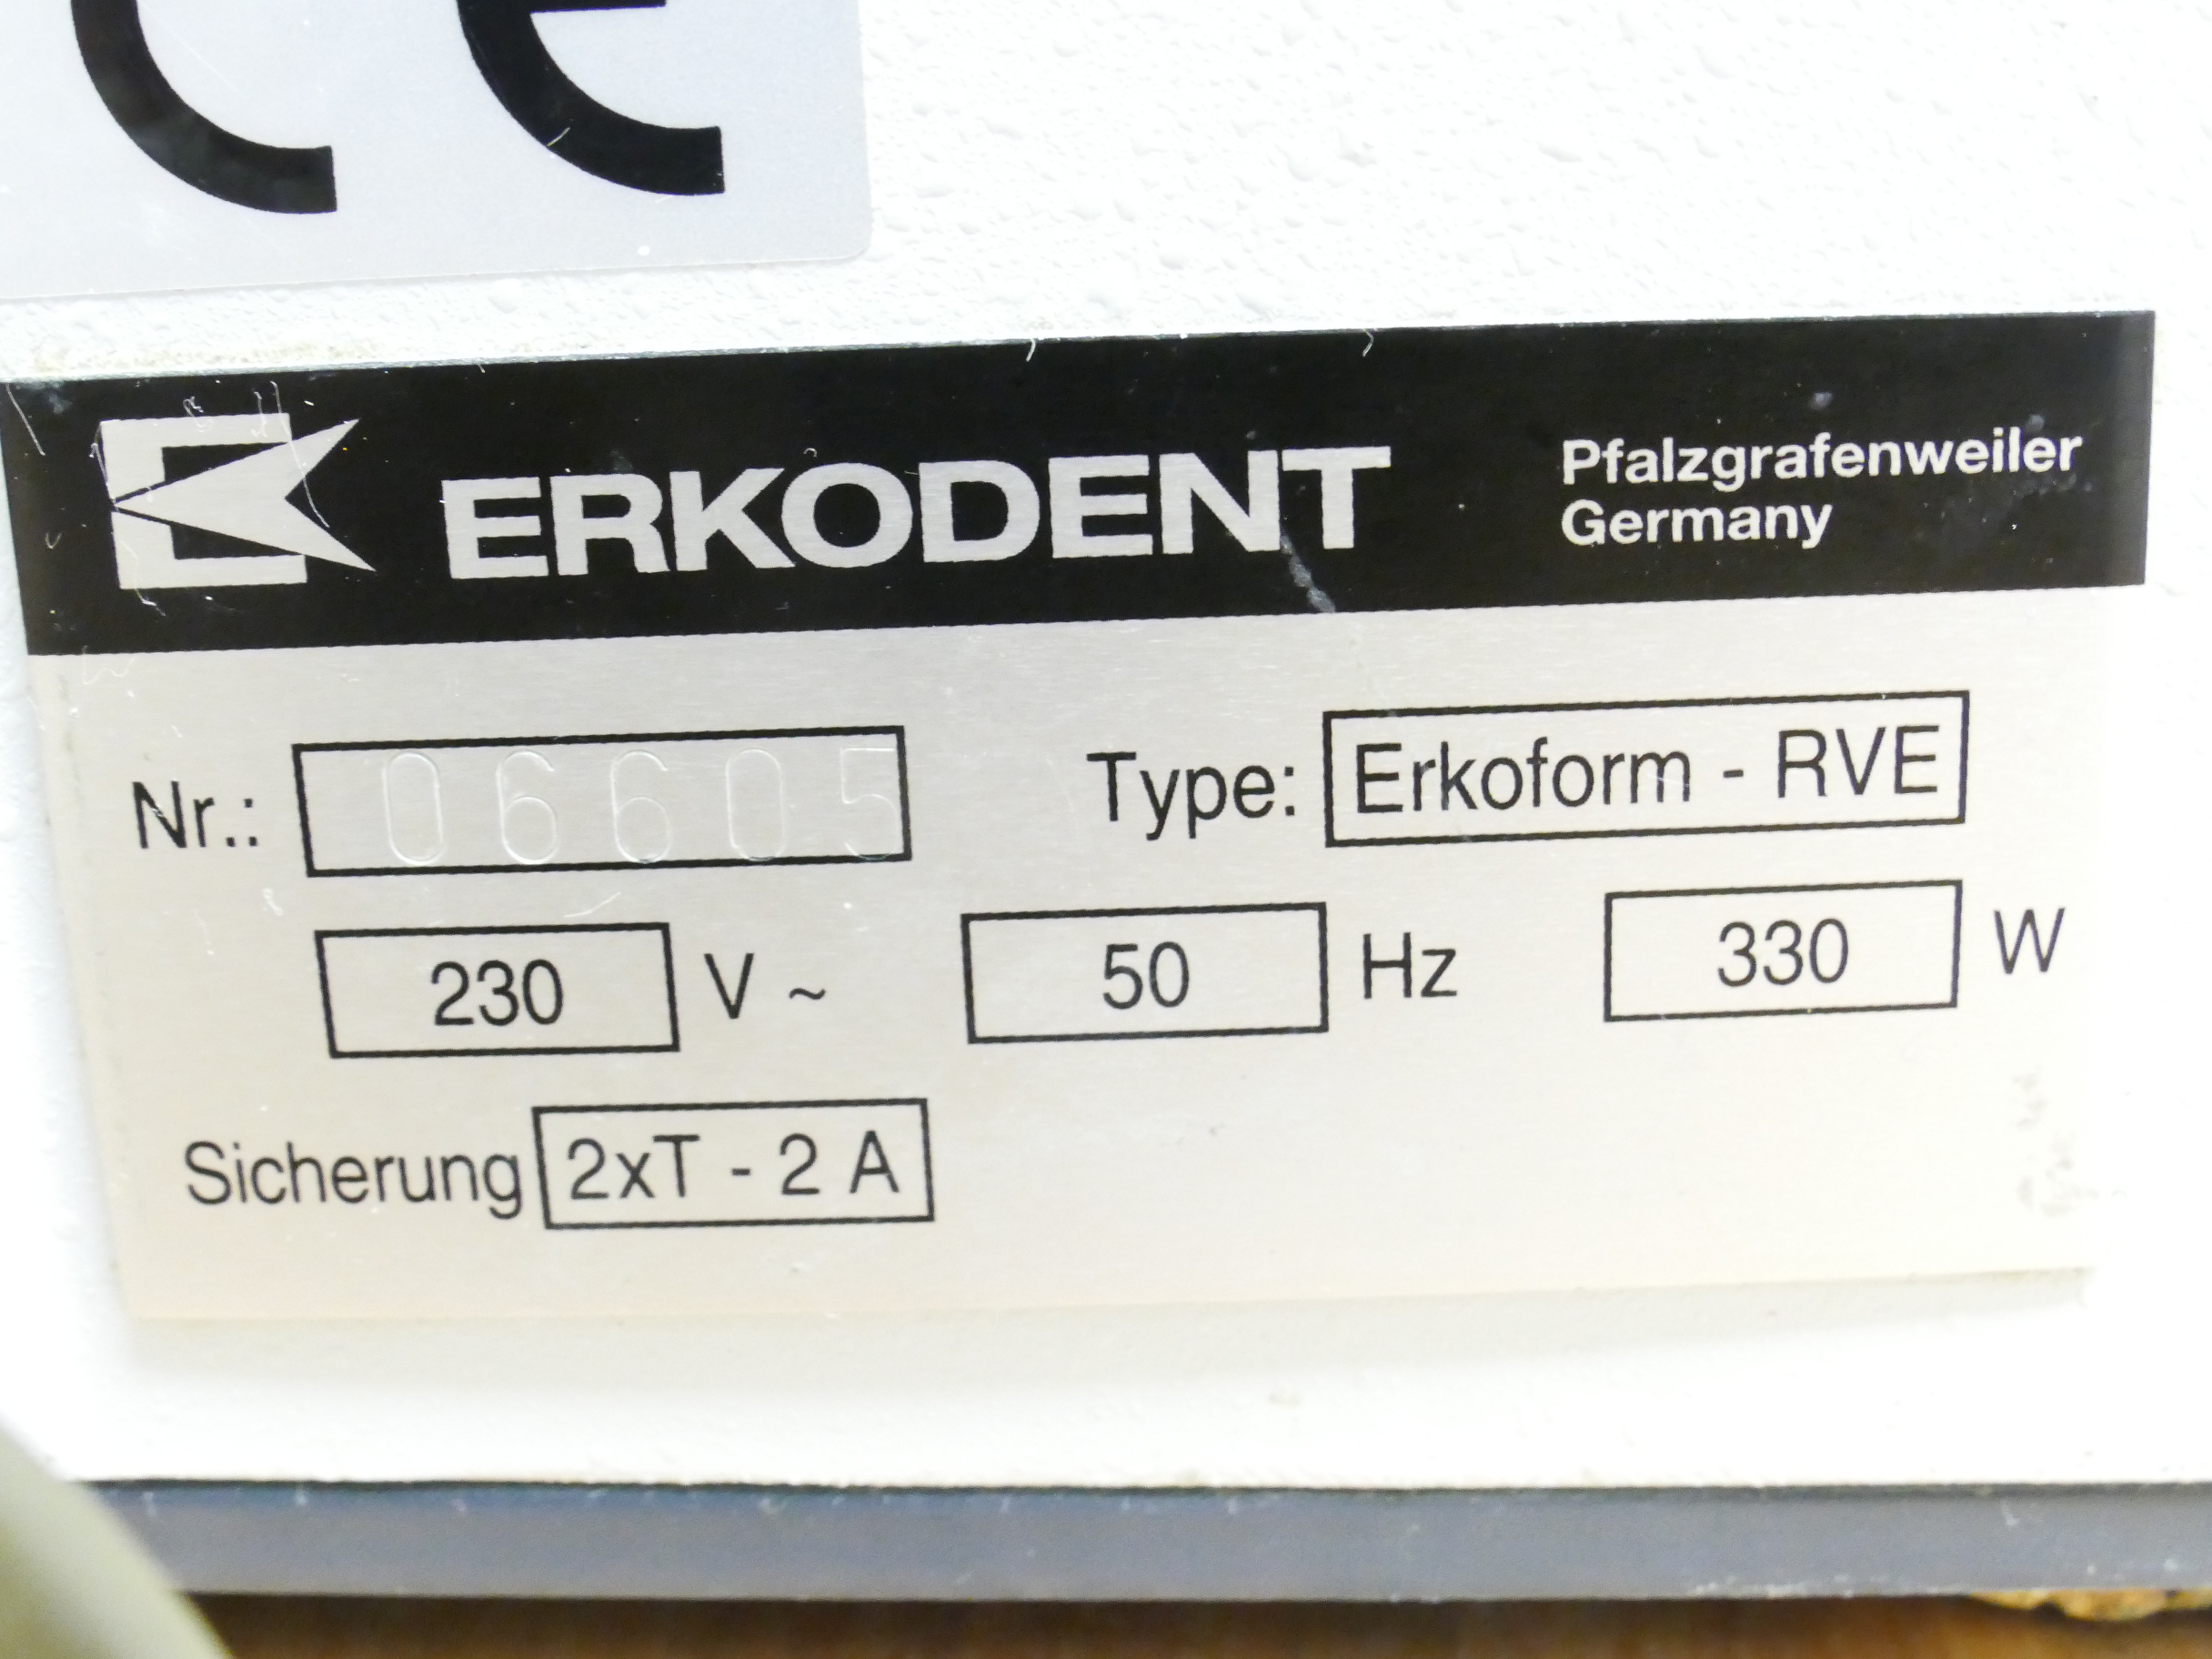 CE
ERKODENT
Pfalzgrafenweiler
Germany
Nr.: 06605 Type: Erkoform - RVE
230 V ~ 50 Hz 330 W
Sicherung 2xT - 2 A